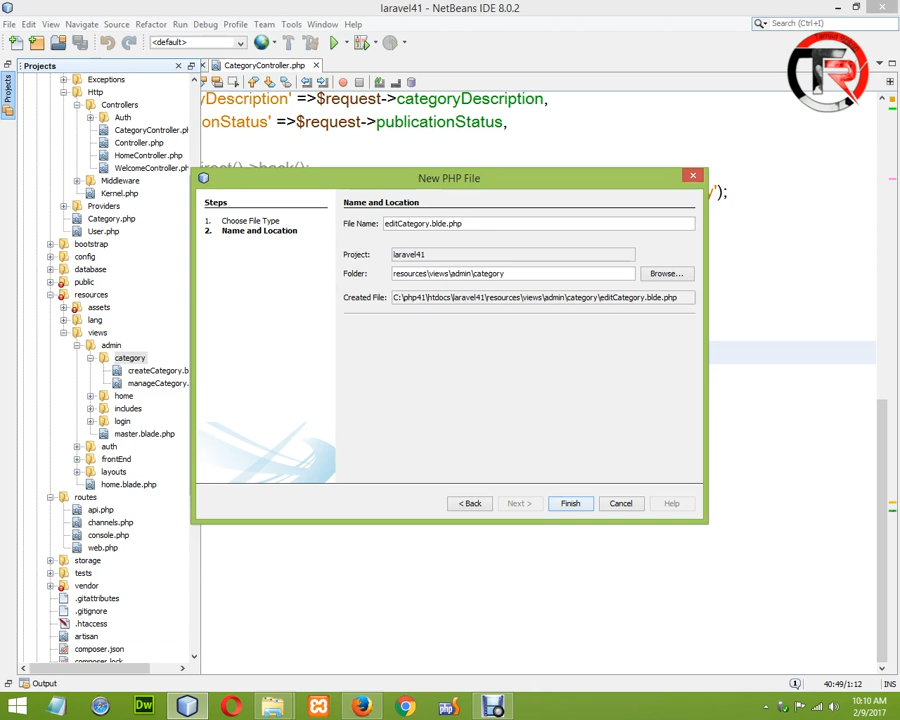 laravel41 - NetBeans IDE 8.0.2
File Edit View Navigate Source Refactor Run Debug Profile Team Tools Window Help
Search (Ctrl+I)
<default>
Projects
CategoryController.php
Projects
Exceptions
Http
Controllers
Auth
CategoryController.ph
Controller.php
HomeController.php
WelcomeController.ph
Middleware
Kernel.php
Providers
Category.php
User.php
bootstrap
config
database
public
resources
assets
lang
views
admin
category
createCategory.b
manageCategory.
home
includes
login
master.blade.php
auth
frontEnd
layouts
home.blade.php
routes
api.php
channels.php
console.php
web.php
storage
tests
vendor
.gitattributes
.gitignore
.htaccess
artisan
composer.json
composer.lock
yDescription' =>$request->categoryDescription,
onStatus' =>$request->publicationStatus,
y');
TR
New PHP File
Steps
1. Choose File Type
2. Name and Location
Name and Location
File Name: editCategory.blde.php
Project: laravel41
Folder: resources\views\admin\category
Browse...
Created File: C:\php41\htdocs\laravel41\resources\views\admin\category\editCategory.blde.php
< Back Next > Finish Cancel Help
Output
40:49/1:12 INS
Dw
php
10:10 AM
2/9/2017